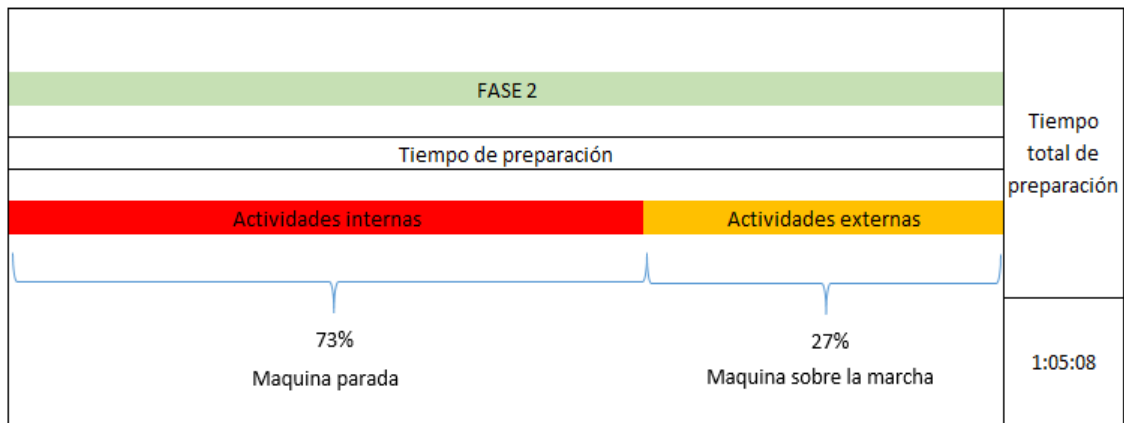 FASE 2
Tiempo de preparación
Actividades internas
Actividades externas
73%
Maquina parada
27%
Maquina sobre la marcha
Tiempo
total de
preparación
1:05:08